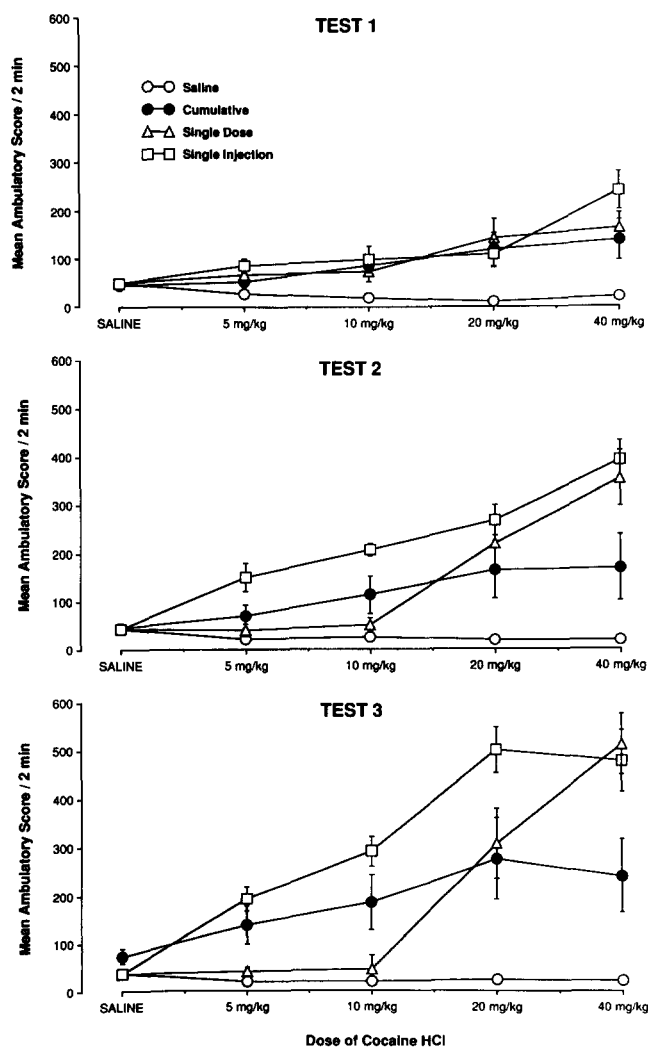 TEST 1
Mean Ambulatory Score / 2 min
600
500
400
300
200
100
0
Saline
Cumulative
Single Dose
Single Injection
SALINE 5 mg/kg 10 mg/kg 20 mg/kg 40 mg/kg
TEST 2
Mean Ambulatory Score / 2 min
600
500
400
300
200
100
0
SALINE 5 mg/kg 10 mg/kg 20 mg/kg 40 mg/kg
TEST 3
Mean Ambulatory Score / 2 min
600
500
400
300
200
100
0
SALINE 5 mg/kg 10 mg/kg 20 mg/kg 40 mg/kg
Dose of Cocaine HCl